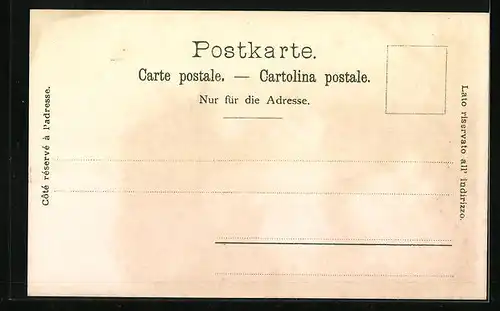 Postkarte.
Carte postale. — Cartolina postale.
Nur für die Adresse.
Côté réservé à l'adresse.
Lato riservato all' indirizzo.